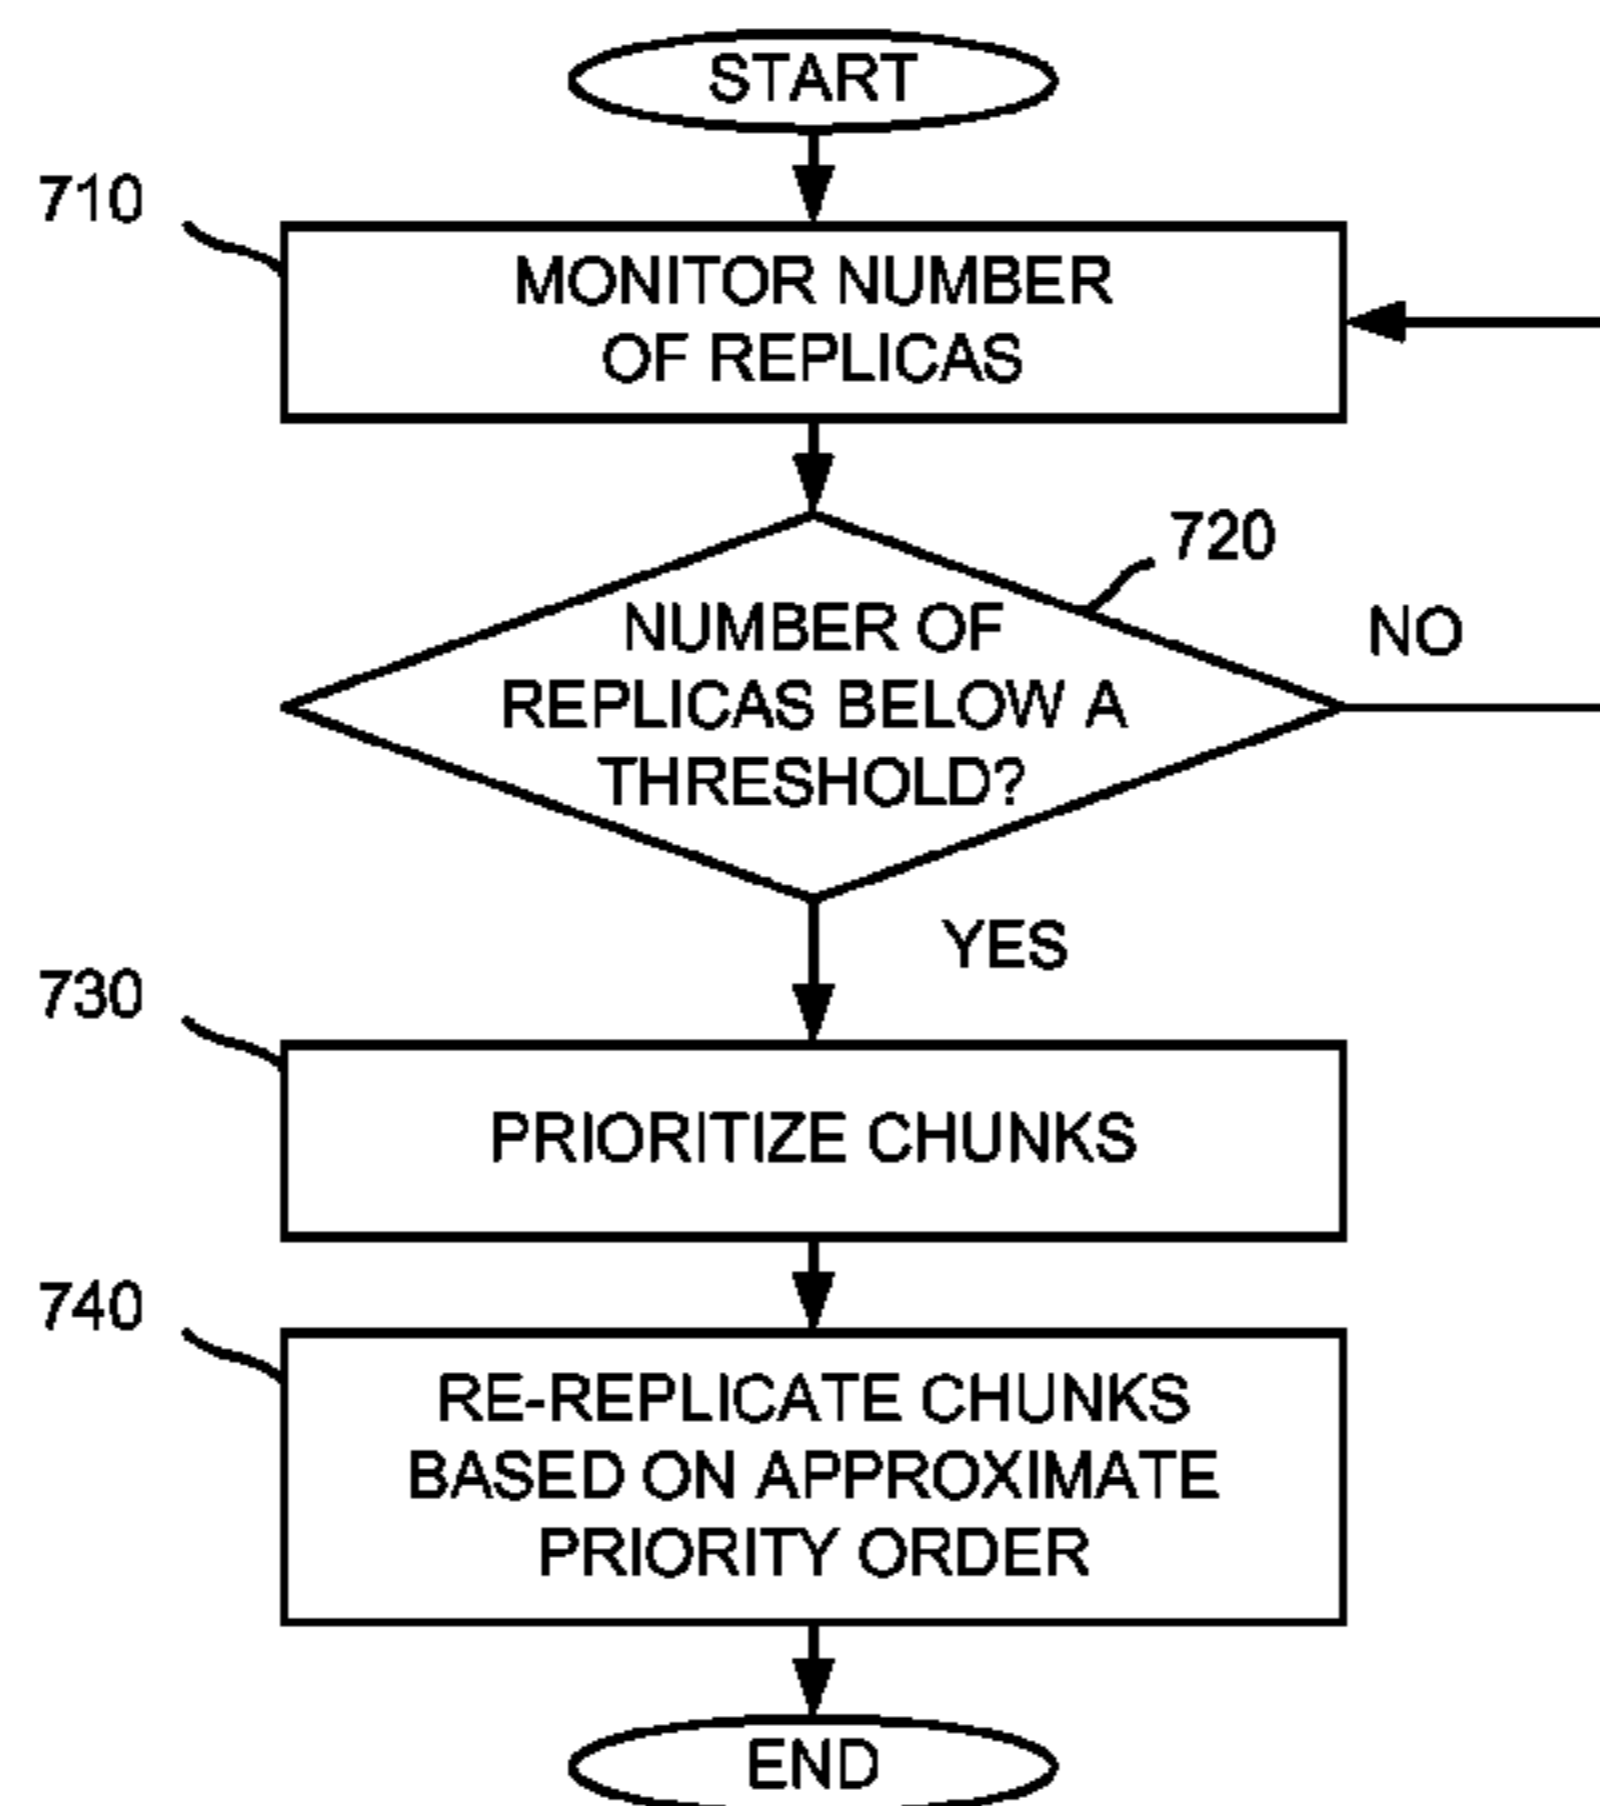 START
710
MONITOR NUMBER
OF REPLICAS
720
NUMBER OF
REPLICAS BELOW A
THRESHOLD?
NO
YES
730
PRIORITIZE CHUNKS
740
RE-REPLICATE CHUNKS
BASED ON APPROXIMATE
PRIORITY ORDER
END